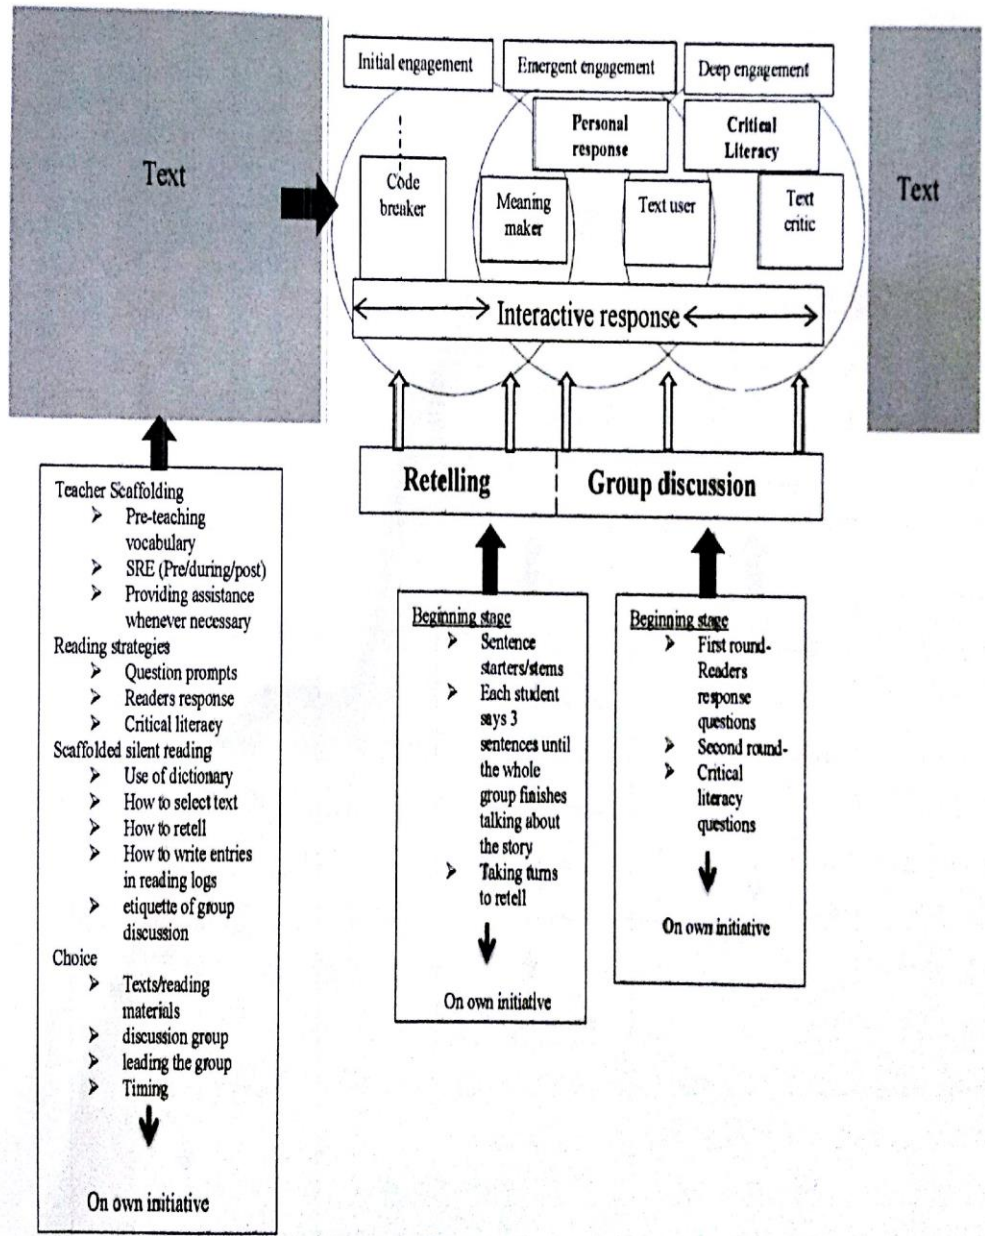 Text
Initial engagement
Emergent engagement
Deep engagement
Personal
response
Critical
Literacy
Code
breaker
Meaning
maker
Text user
Text
critic
Text
Interactive response
Retelling
Group discussion
Teacher Scaffolding
➢ Pre-teaching
vocabulary
➢ SRE (Pre/during/post)
➢ Providing assistance
whenever necessary
Reading strategies
➢ Question prompts
➢ Readers response
➢ Critical literacy
Scaffolded silent reading
➢ Use of dictionary
➢ How to select text
➢ How to retell
➢ How to write entries
in reading logs
➢ etiquette of group
discussion
Choice
➢ Texts/reading
materials
➢ discussion group
➢ leading the group
➢ Timing
On own initiative
Beginning stage
➢ Sentence
starters/stems
➢ Each student
says 3
sentences until
the whole
group finishes
talking about
the story
➢ Taking turns
to retell
On own initiative
Beginning stage
➢ First round-
Readers
response
questions
➢ Second round-
➢ Critical
literacy
questions
On own initiative